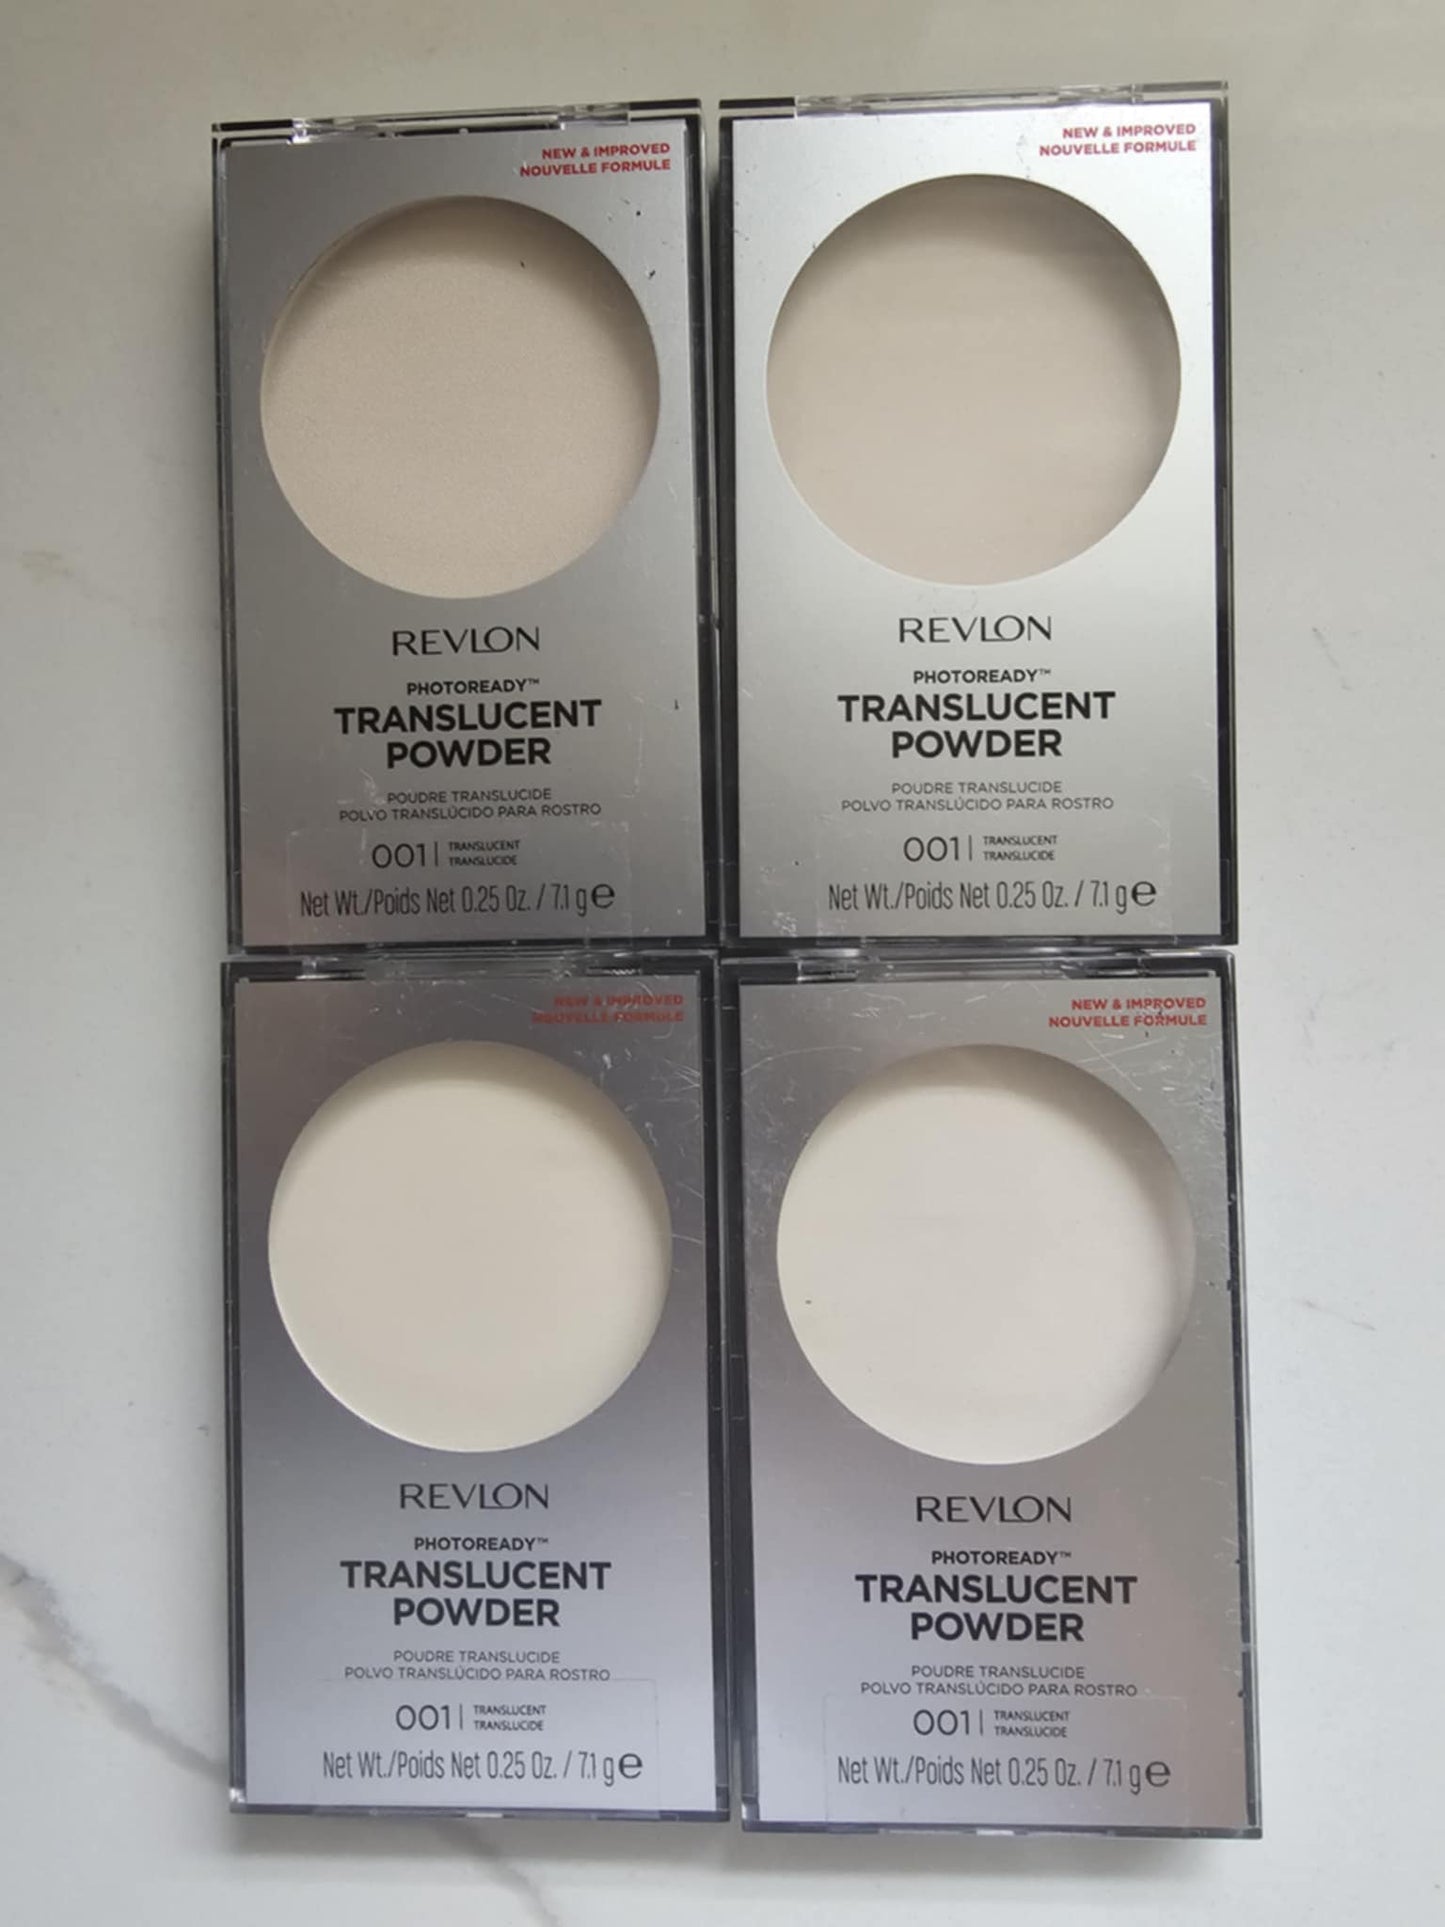 NEW & IMPROVED
NOUVELLE FORMULE
REVLON
PHOTOREADY™
TRANSLUCENT
POWDER
POUDRE TRANSLUCIDE
POLVO TRANSLÚCIDO PARA ROSTRO
001 | TRANSLUCENT
TRANSLUCIDE
Net Wt./Poids Net 0.25 Oz. / 7.1 g e
NEW & IMPROVED
NOUVELLE FORMULE
REVLON
PHOTOREADY™
TRANSLUCENT
POWDER
POUDRE TRANSLUCIDE
POLVO TRANSLÚCIDO PARA ROSTRO
001 | TRANSLUCENT
TRANSLUCIDE
Net Wt./Poids Net 0.25 Oz. / 7.1 g e
NEW & IMPROVED
NOUVELLE FORMULE
REVLON
PHOTOREADY™
TRANSLUCENT
POWDER
POUDRE TRANSLUCIDE
POLVO TRANSLÚCIDO PARA ROSTRO
001 | TRANSLUCENT
TRANSLUCIDE
Net Wt./Poids Net 0.25 Oz. / 7.1 g e
NEW & IMPROVED
NOUVELLE FORMULE
REVLON
PHOTOREADY™
TRANSLUCENT
POWDER
POUDRE TRANSLUCIDE
POLVO TRANSLÚCIDO PARA ROSTRO
001 | TRANSLUCENT
TRANSLUCIDE
Net Wt./Poids Net 0.25 Oz. / 7.1 g e